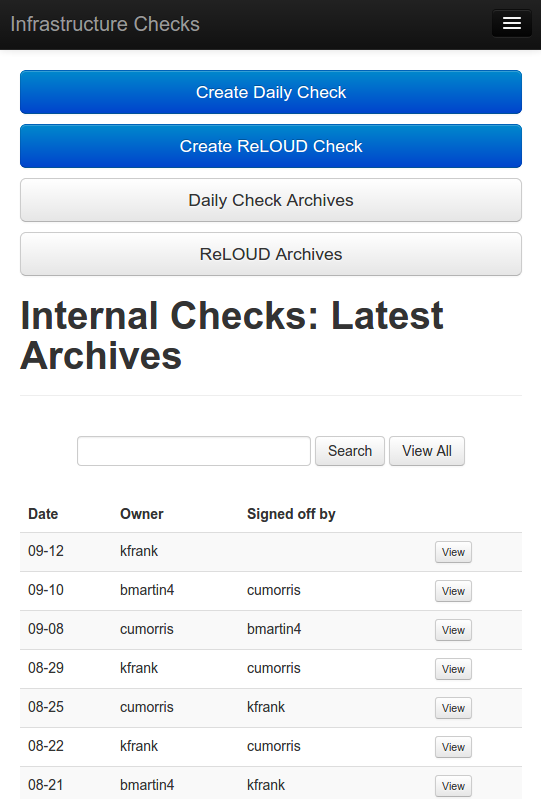 Infrastructure Checks
Create Daily Check
Create ReLOUD Check
Daily Check Archives
ReLOUD Archives
Internal Checks: Latest
Archives
Search View All
Date Owner Signed off by
09-12 kfrank View
09-10 bmartin4 cumorris View
09-08 cumorris bmartin4 View
08-29 kfrank cumorris View
08-25 cumorris kfrank View
08-22 kfrank cumorris View
08-21 bmartin4 kfrank View